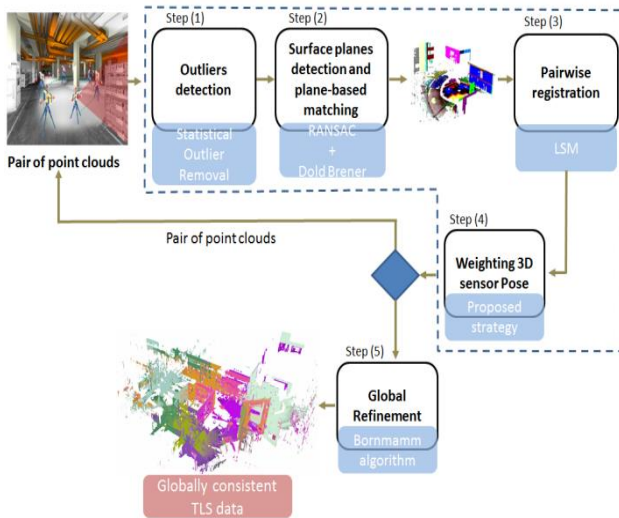 Step (1)
Outliers
detection
Statistical
Outlier
Removal
Step (2)
Surface planes
detection and
plane-based
matching
RANSAC
+
Dold Brener
Step (3)
Pairwise
registration
LSM
Pair of point clouds
Pair of point clouds
Step (4)
Weighting 3D
sensor Pose
Proposed
strategy
Step (5)
Global
Refinement
Bornmamm
algorithm
Globally consistent
TLS data